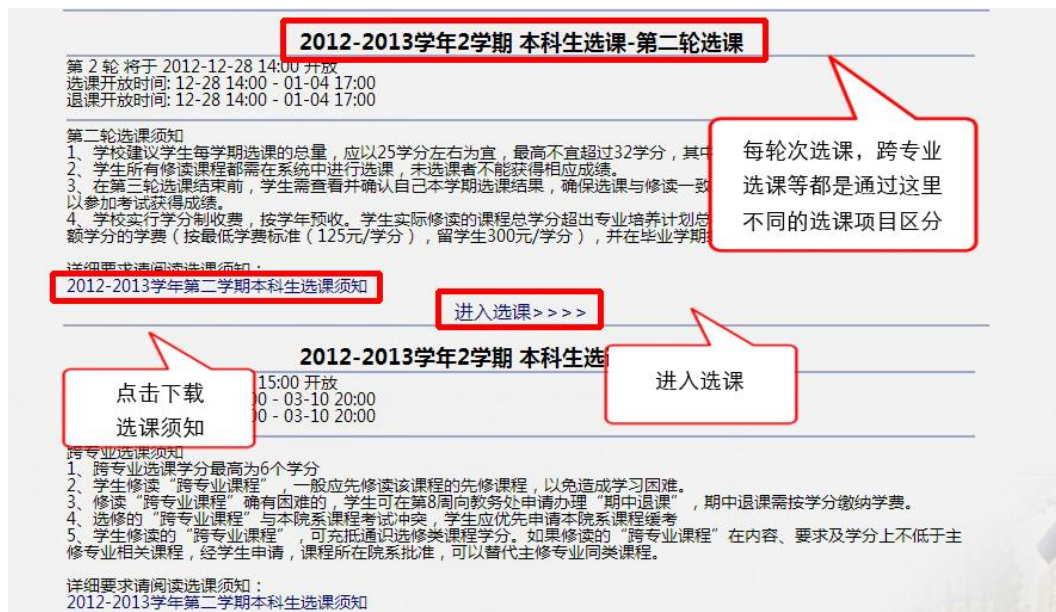 2012-2013学年2学期 本科生选课-第二轮选课
第 2 轮 将于 2012-12-28 14:00 开放
选课开放时间: 12-28 14:00 - 01-04 17:00
退课开放时间: 12-28 14:00 - 01-04 17:00
第二轮选课须知
1、学校建议学生每学期选课的总量，应以25学分左右为宜，最高不宜超过32学分，其中
2、学生所有修读课程都需在系统中进行选课，未选课者不能获得相应成绩。
3、在第三轮选课结束前，学生需查看并确认自己本学期选课结果，确保选课与修读一致
以参加考试获得成绩。
4、学校实行学分制收费，按学年预收。学生实际修读的课程总学分超出专业培养计划总
额学分的学费（按最低学费标准（125元/学分），留学生300元/学分），并在毕业学期
每轮次选课，跨专业
选课等都是通过这里
不同的选课项目区分
详细要求请阅读选课须知：
2012-2013学年第二学期本科生选课须知
进入选课>>>>
2012-2013学年2学期 本科生选
15:00 开放
0 - 03-10 20:00
0 - 03-10 20:00
点击下载
选课须知
进入选课
跨专业选课须知
1、跨专业选课学分最高为6个学分
2、学生修读“跨专业课程”，一般应先修读该课程的先修课程，以免造成学习困难。
3、修读“跨专业课程”确有困难的，学生可在第8周向教务处申请办理“期中退课”，期中退课需按学分缴纳学费。
4、选修的“跨专业课程”与本院系课程考试冲突，学生应优先申请本院系课程缓考
5、学生修读的“跨专业课程”，可充抵通识选修类课程学分。如果修读的“跨专业课程”在内容、要求及学分上不低于主
修专业相关课程，经学生申请，课程所在院系批准，可以替代主修专业同类课程。
详细要求请阅读选课须知：
2012-2013学年第二学期本科生选课须知